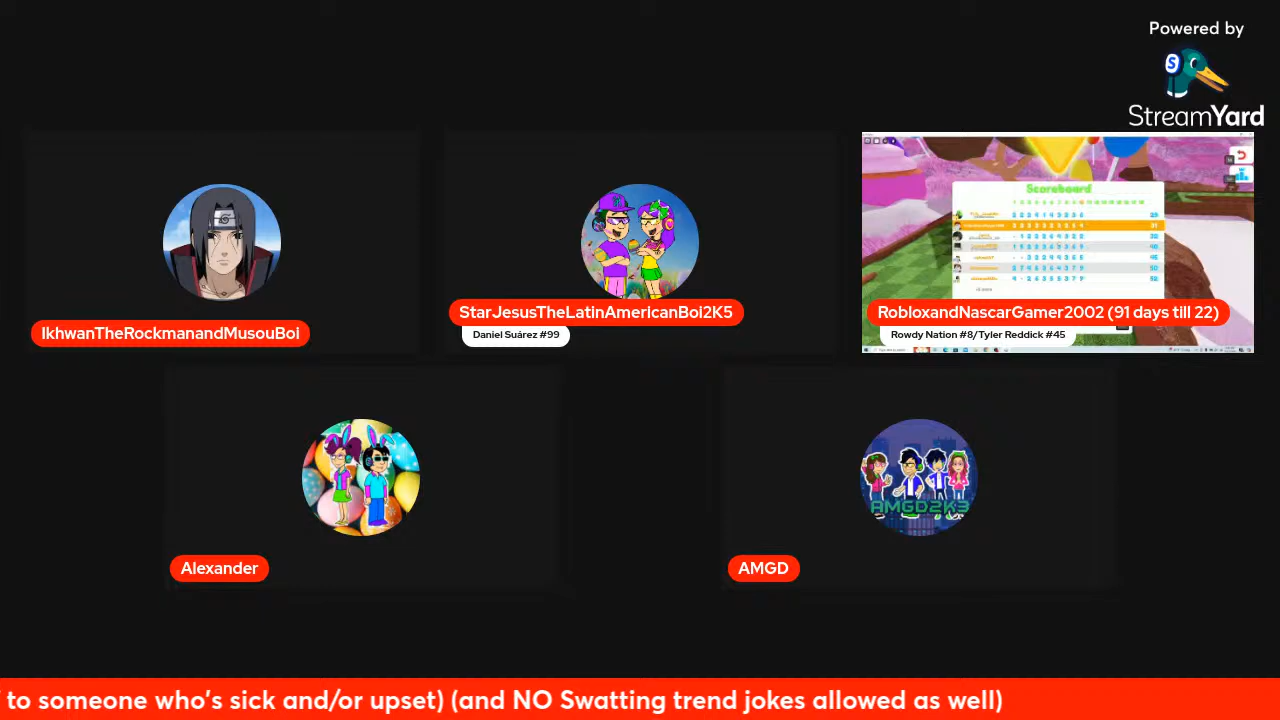 Powered by
S
StreamYard
Scoreboard
IkhwanTheRockmanandMusouBoi
StarJesusTheLatinAmericanBoi2K5
Daniel Suárez #99
RobloxandNascarGamer2002 (91 days till 22)
Rowdy Nation #8/Tyler Reddick #45
AMGD2K3
Alexander
AMGD
to someone who's sick and/or upset) (and NO Swatting trend jokes allowed as well)